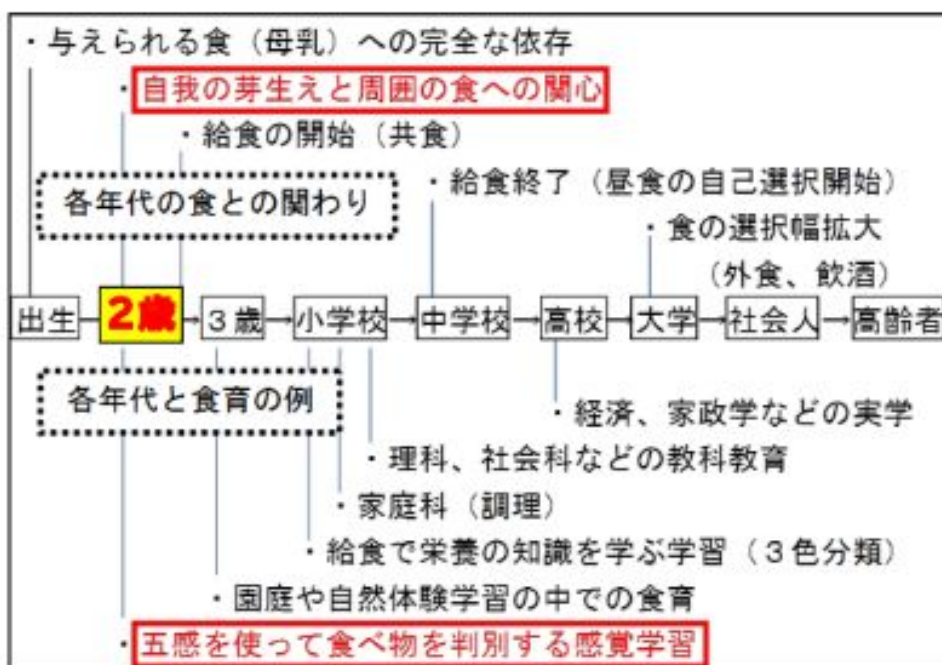 ・与えられる食（母乳）への完全な依存
・自我の芽生えと周囲の食への関心
・給食の開始（共食）
各年代の食との関わり
・給食終了（昼食の自己選択開始）
・食の選択幅拡大
（外食、飲酒）
出生→2歳→3歳→小学校→中学校→高校→大学→社会人→高齢者
各年代と食育の例
・経済、家政学などの実学
・理科、社会科などの教科教育
・家庭科（調理）
・給食で栄養の知識を学ぶ学習（３色分類）
・園庭や自然体験学習の中での食育
・五感を使って食べ物を判別する感覚学習